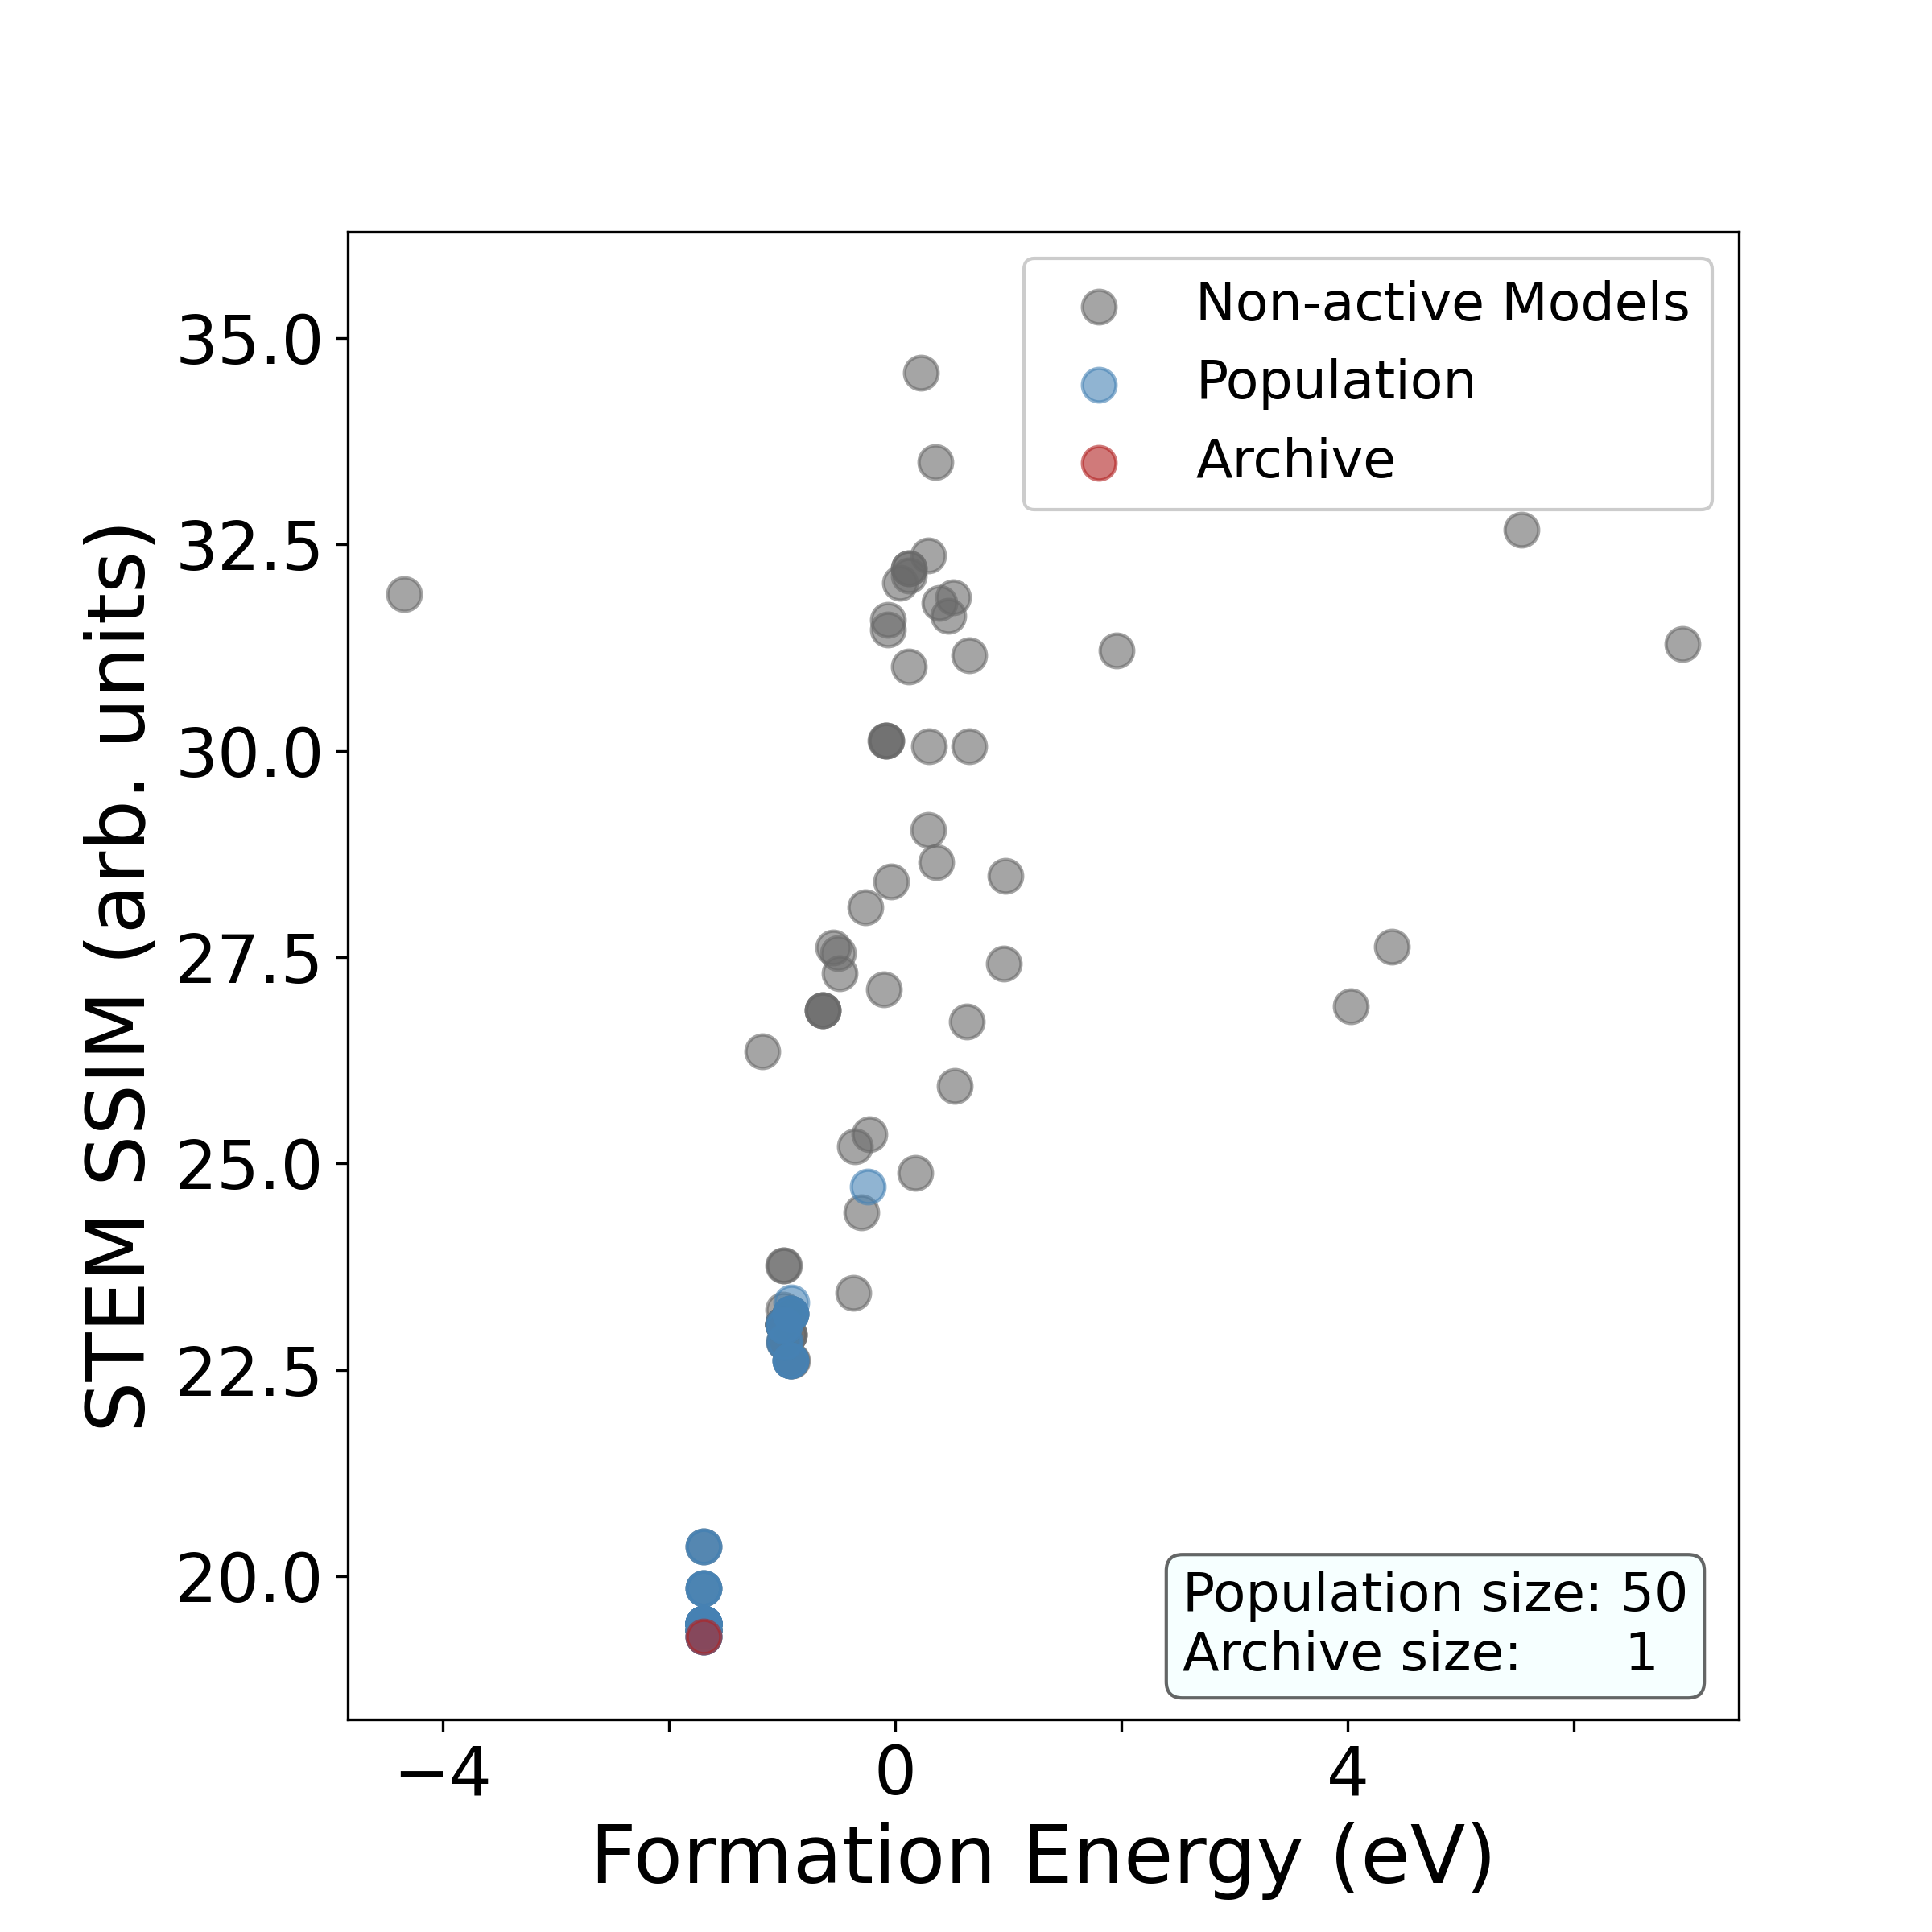 Non-active Models
Population
Archive
STEM SSIM (arb. units)
35.0
32.5
30.0
27.5
25.0
22.5
20.0
Population size: 50
Archive size: 1
−4 0 4
Formation Energy (eV)